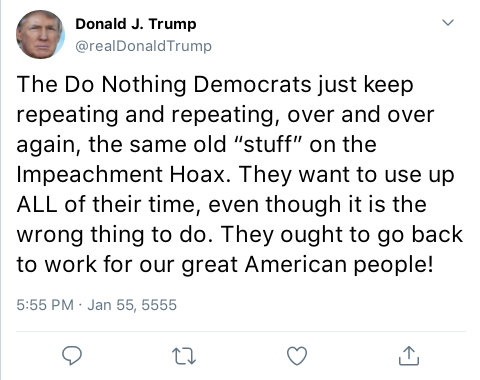 Donald J. Trump
@realDonaldTrump
The Do Nothing Democrats just keep
repeating and repeating, over and over
again, the same old “stuff” on the
Impeachment Hoax. They want to use up
ALL of their time, even though it is the
wrong thing to do. They ought to go back
to work for our great American people!
5:55 PM · Jan 55, 5555